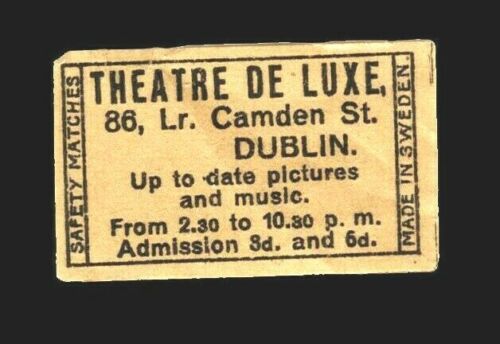 SAFETY MATCHES
THEATRE DE LUXE,
86, Lr. Camden St.
DUBLIN.
Up to date pictures
and music.
From 2.30 to 10.30 p. m.
Admission 3d. and 6d.
MADE IN SWEDEN.